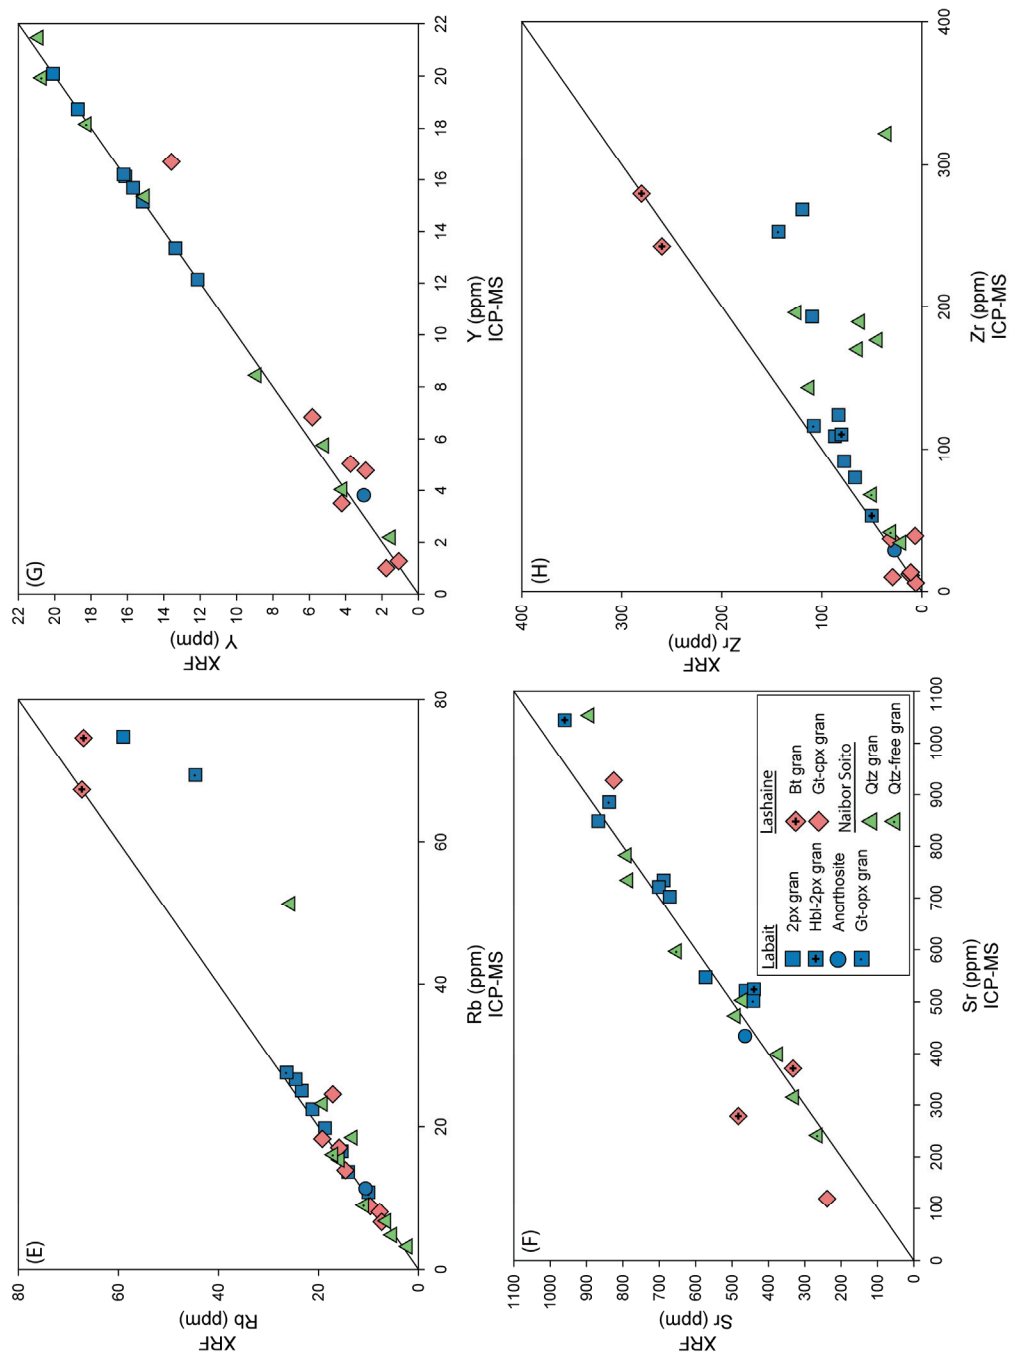 (E)
80
60
40
20
0
XRF
Rb (ppm)
0
20
40
60
80
Rb (ppm)
ICP-MS
(G)
22
20
18
16
14
12
10
8
6
4
2
0
XRF
Y (ppm)
0
2
4
6
8
10
12
14
16
18
20
22
Y (ppm)
ICP-MS
(F)
1100
1000
900
800
700
600
500
400
300
200
100
0
XRF
Sr (ppm)
Labait
2px gran
Hbl-2px gran
Anorthosite
Gt-opx gran
Lashaine
Bt gran
Gt-cpx gran
Naibor Soito
Qtz gran
Qtz-free gran
0
100
200
300
400
500
600
700
800
900
1000
1100
Sr (ppm)
ICP-MS
(H)
400
300
200
100
0
XRF
Zr (ppm)
0
100
200
300
400
Zr (ppm)
ICP-MS